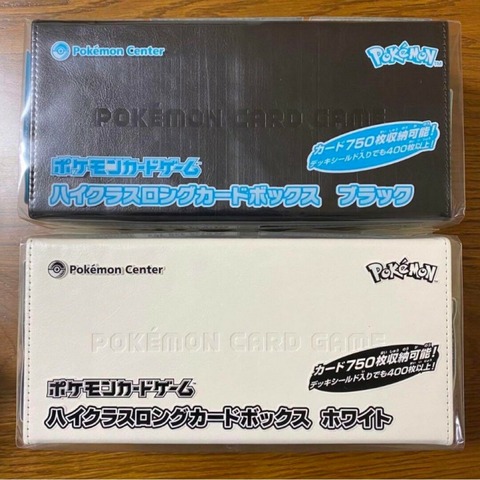 Pokémon Center
POKÉMON
POKÉMON CARD GAME
カード750枚収納可能!
デッキシールド入りでも400枚以上!
ポケモンカードゲーム
ハイクラスロングカードボックス ブラック
Pokémon Center
POKÉMON
POKÉMON CARD GAME
カード750枚収納可能!
デッキシールド入りでも400枚以上!
ポケモンカードゲーム
ハイクラスロングカードボックス ホワイト